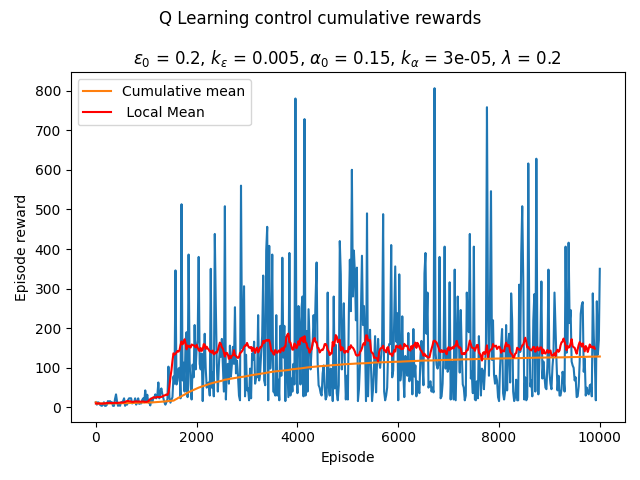 Q Learning control cumulative rewards
ε₀ = 0.2, kε = 0.005, α₀ = 0.15, kα = 3e-05, λ = 0.2
Cumulative mean
Local Mean
Episode reward
800
700
600
500
400
300
200
100
0
0 2000 4000 6000 8000 10000
Episode